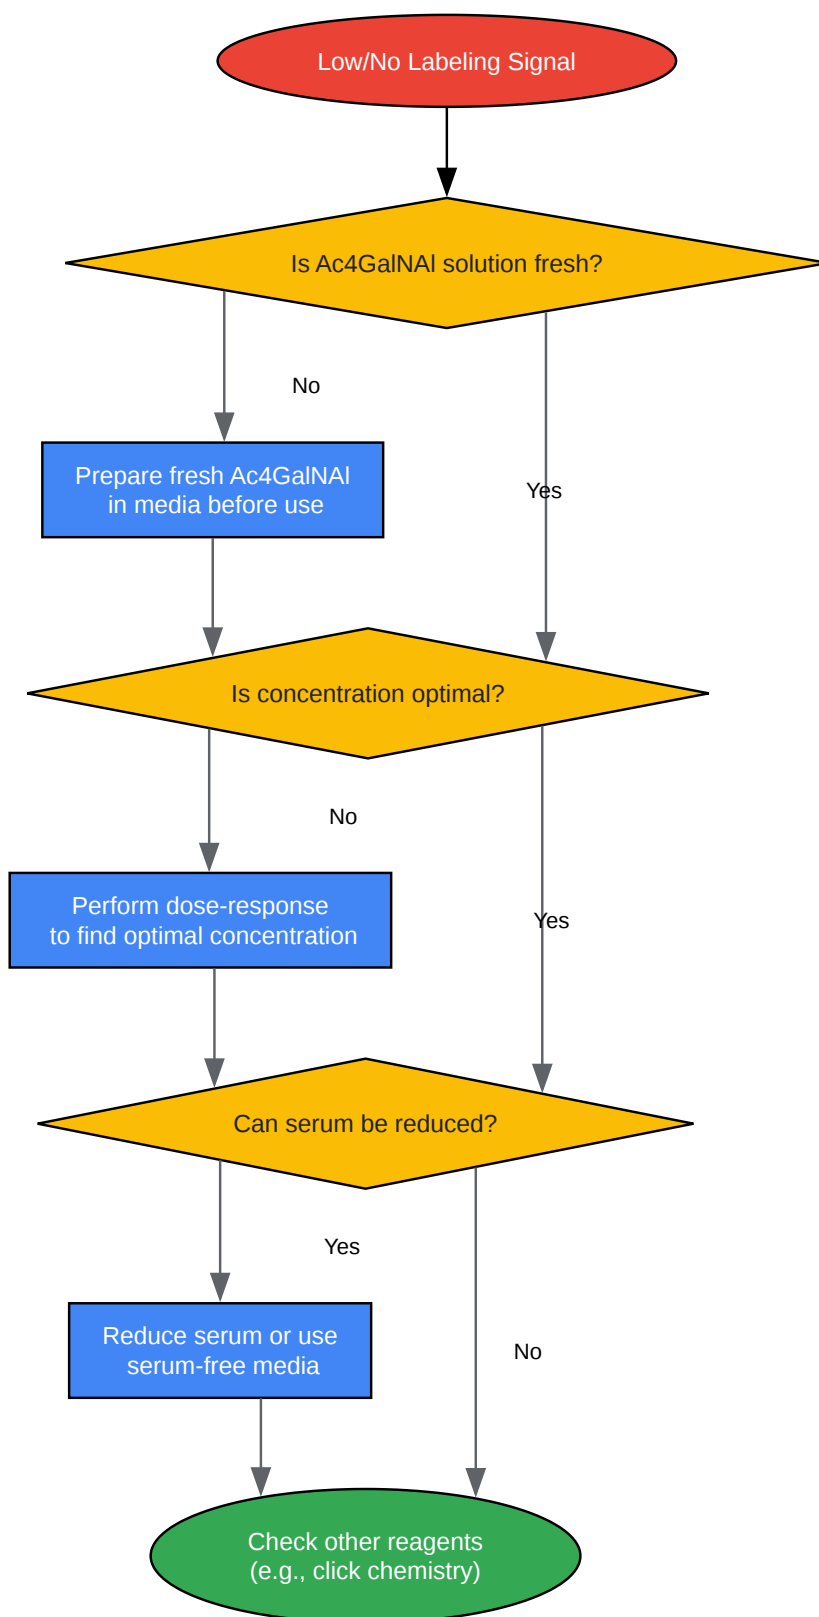 Low/No Labeling Signal
Is Ac4GalNAl solution fresh?
No
Prepare fresh Ac4GalNAl
in media before use
Yes
Is concentration optimal?
No
Perform dose-response
to find optimal concentration
Yes
Can serum be reduced?
Yes
Reduce serum or use
serum-free media
No
Check other reagents
(e.g., click chemistry)